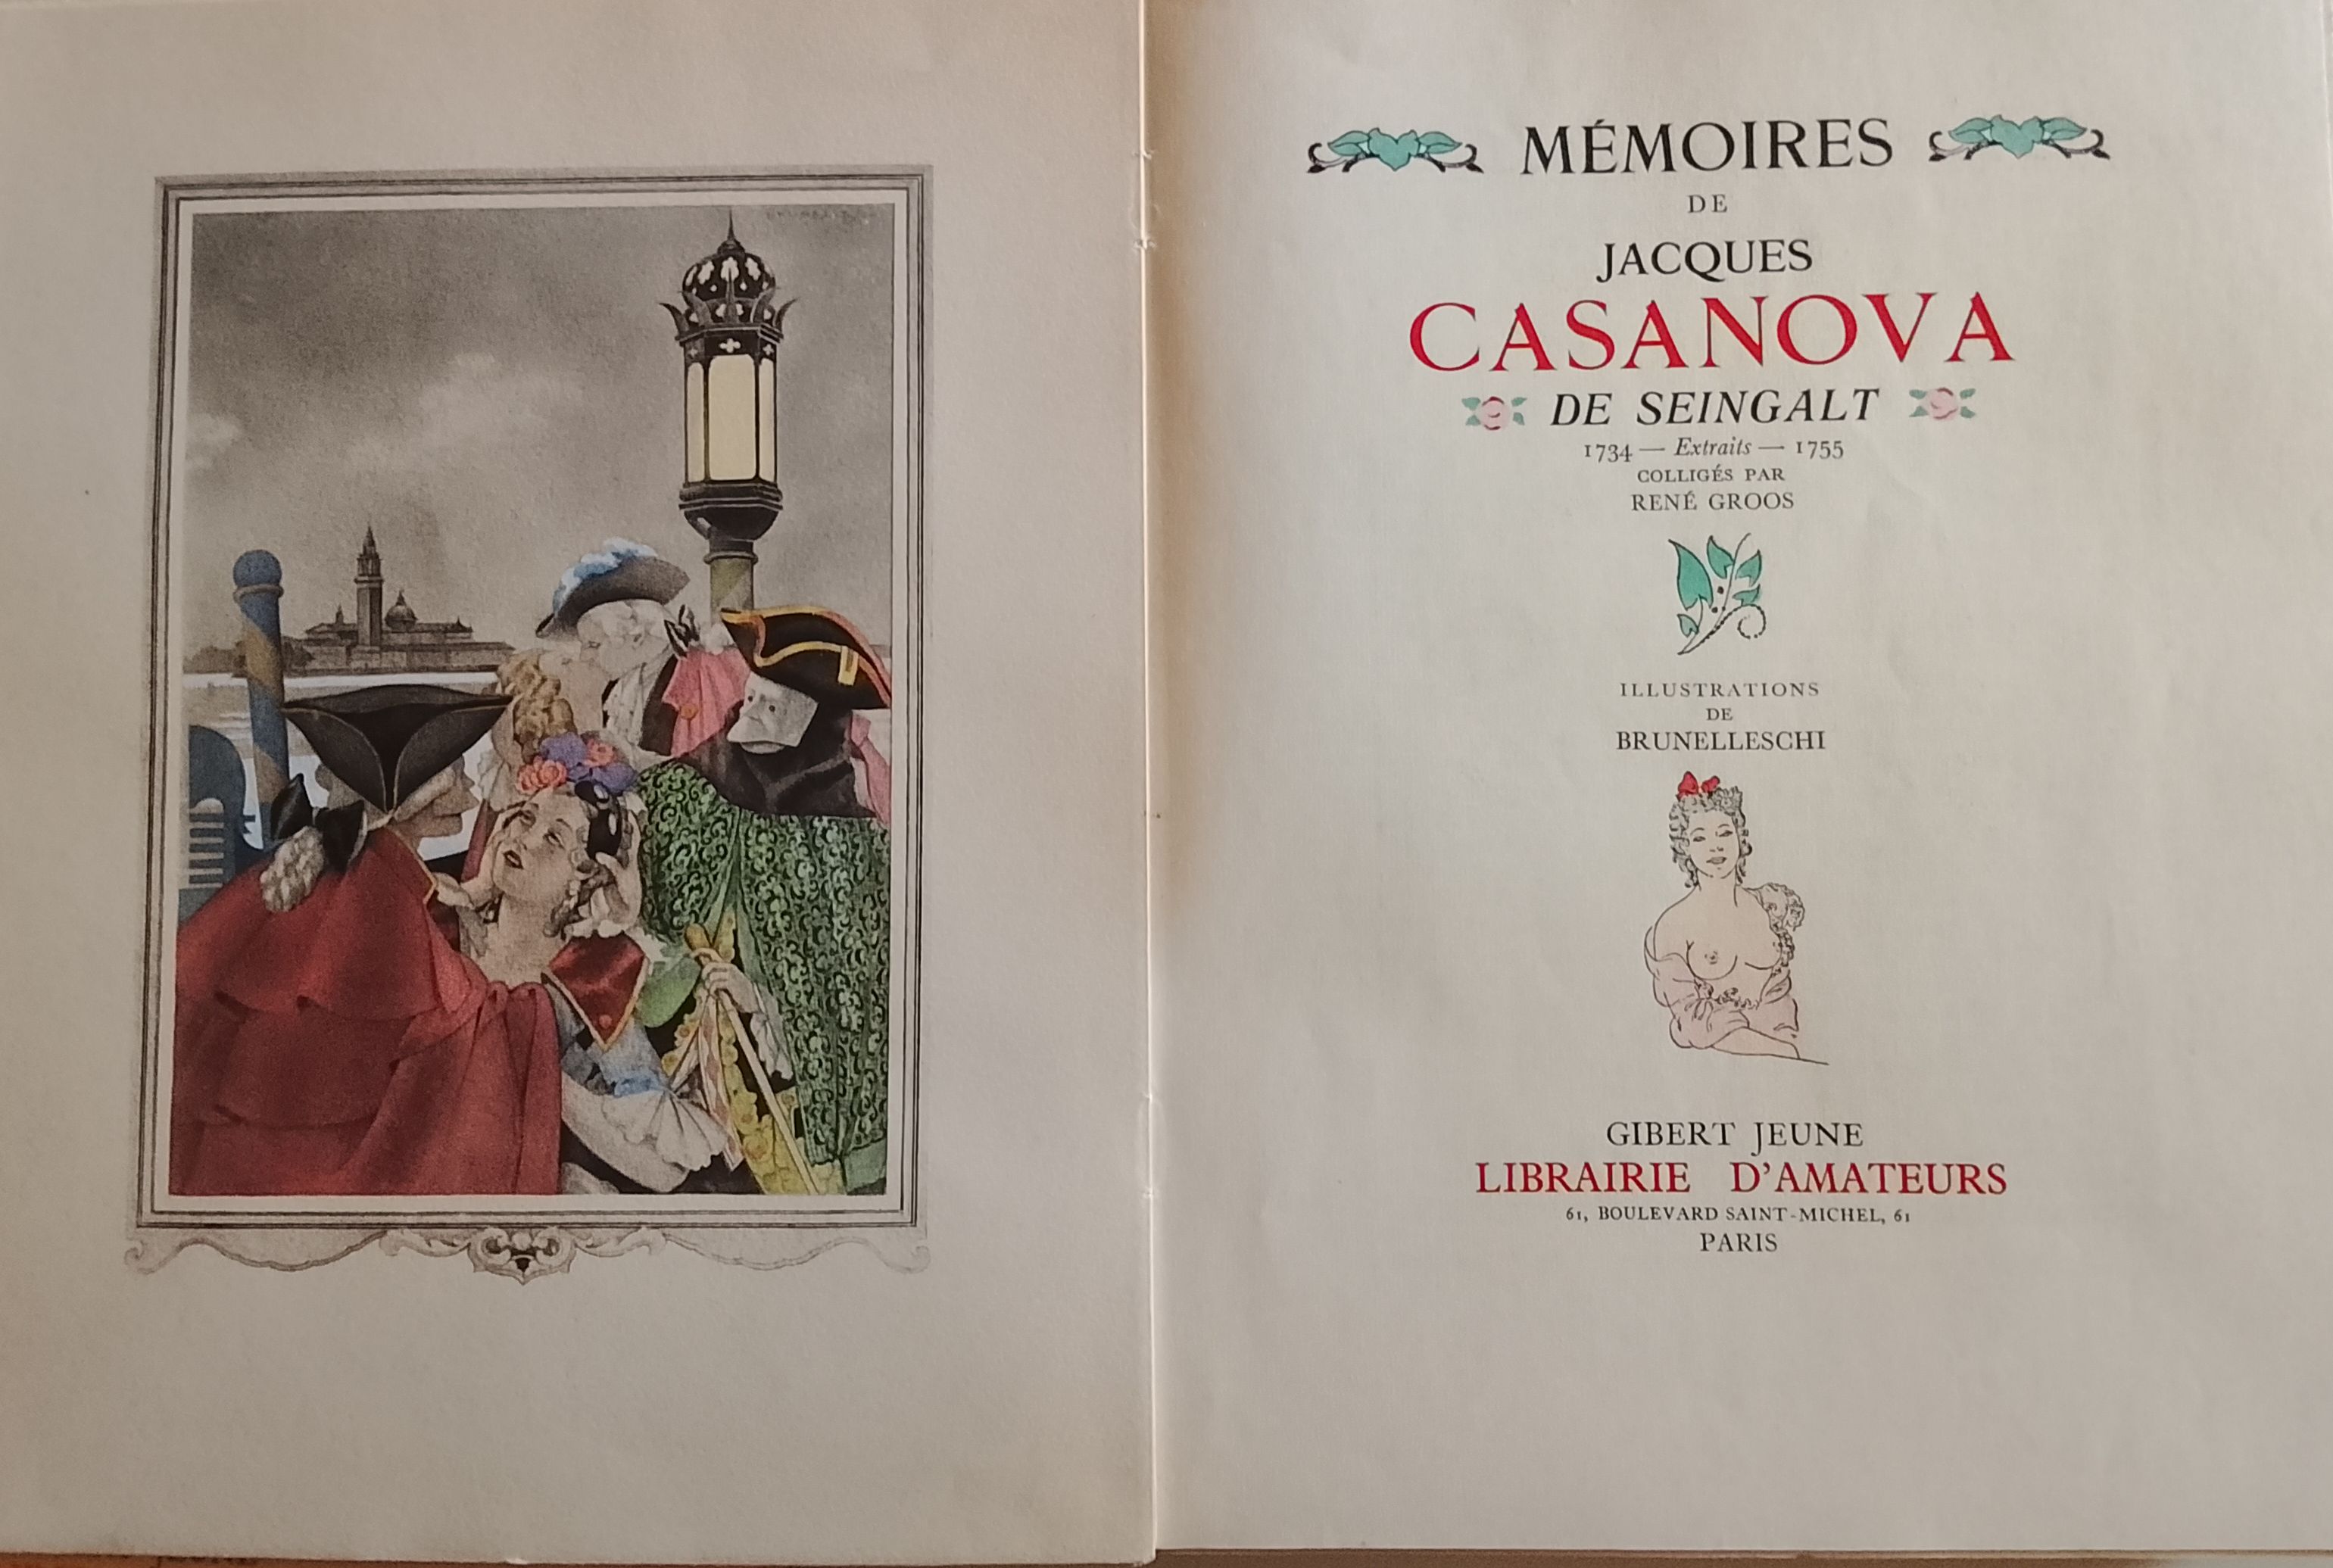 MÉMOIRES
DE
JACQUES
CASANOVA
DE SEINGALT
1734 — Extraits — 1755
COLLIGÉS PAR
RENÉ GROOS
ILLUSTRATIONS
DE
BRUNELLESCHI
GIBERT JEUNE
LIBRAIRIE D'AMATEURS
61, BOULEVARD SAINT-MICHEL, 61
PARIS